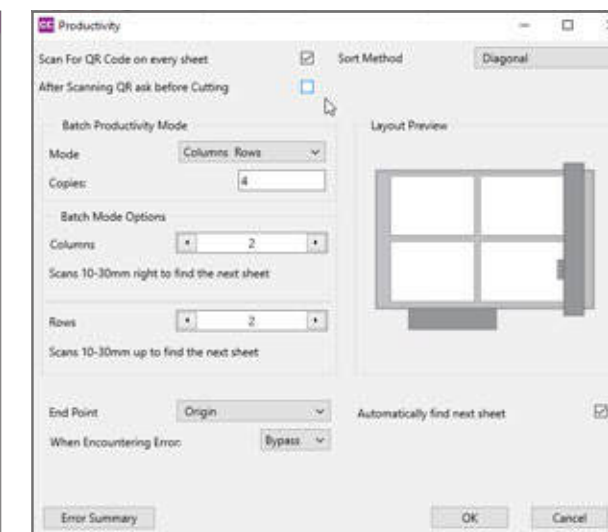 CC Productivity
Scan For QR Code on every sheet
Sort Method Diagonal
After Scanning QR ask before Cutting
Batch Productivity Mode
Layout Preview
Mode Columns Rows
Copies: 4
Batch Mode Options
Columns 2
Scans 10-30mm right to find the next sheet
Rows 2
Scans 10-30mm up to find the next sheet
End Point Origin
Automatically find next sheet
When Encountering Error: Bypass
Error Summary OK Cancel